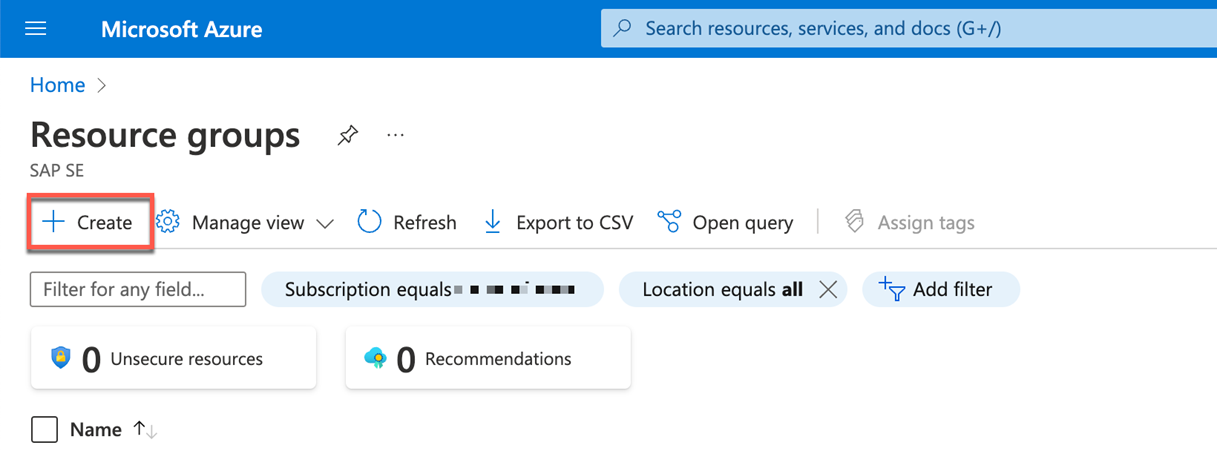 Microsoft Azure
Search resources, services, and docs (G+/)
Home
Resource groups
SAP SE
Create
Manage view
Refresh
Export to CSV
Open query
Assign tags
Filter for any field...
Subscription equals
Location equals all
Add filter
0 Unsecure resources
0 Recommendations
Name